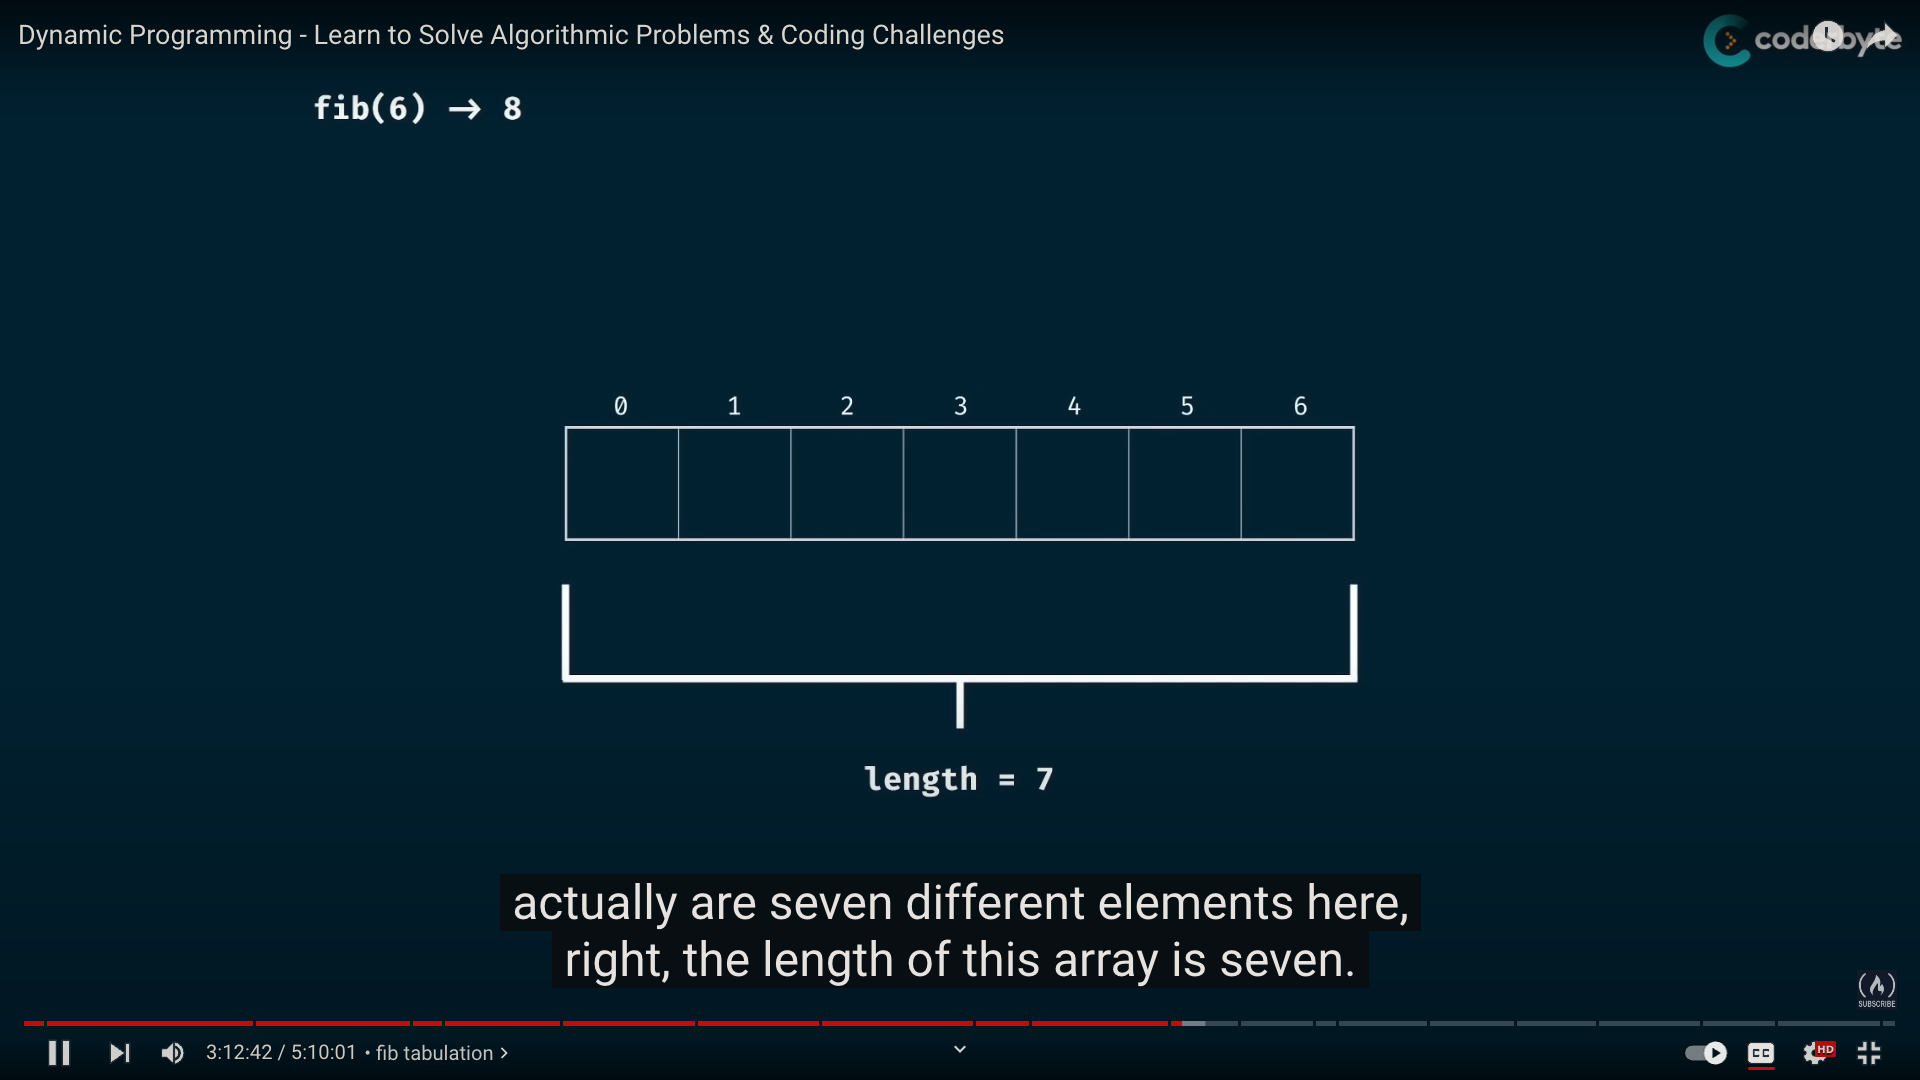 Dynamic Programming - Learn to Solve Algorithmic Problems & Coding Challenges
coderbyte
fib(6) → 8
0 1 2 3 4 5 6
length = 7
actually are seven different elements here,
right, the length of this array is seven.
SUBSCRIBE
3:12:42 / 5:10:01 • fib tabulation >
CC HD